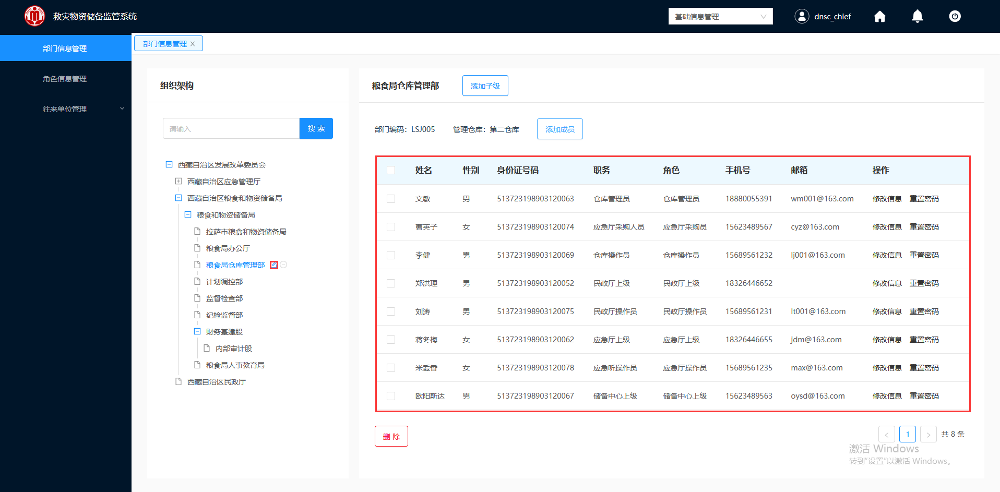 救灾物资储备监管系统
基础信息管理
dnsc_chief
部门信息管理
角色信息管理
往来单位管理
部门信息管理
组织架构
请输入
搜 索
西藏自治区发展改革委员会
西藏自治区应急管理厅
西藏自治区粮食和物资储备局
粮食和物资储备局
拉萨市粮食和物资储备局
粮食局办公厅
粮食局仓库管理部
计划调控部
监督检查部
纪检监督部
财务基建股
内部审计股
粮食局人事教育局
西藏自治区民政厅
粮食局仓库管理部 添加子级
部门编码：LSJ005 管理仓库：第二仓库 添加成员
姓名 性别 身份证号码 职务 角色 手机号 邮箱 操作
文敏 男 513723198903120063 仓库管理员 仓库管理员 18880055391 wm001@163.com 修改信息 重置密码
曹英子 女 513723198903120074 应急厅采购人员 应急厅采购员 15623489567 cyz@163.com 修改信息 重置密码
李健 男 513723198903120069 仓库操作员 仓库操作员 15689561232 lj001@163.com 修改信息 重置密码
郑洪理 男 513723198903120052 民政厅上级 民政厅上级 18326446652 修改信息 重置密码
刘涛 男 513723198903120075 民政厅操作员 民政厅操作员 15689561231 lt001@163.com 修改信息 重置密码
蒋冬梅 女 513723198903120062 应急厅上级 应急厅上级 18326446655 jdm@163.com 修改信息 重置密码
米爱香 女 513723198903120078 应急听操作员 应急厅操作员 15689561235 max@163.com 修改信息 重置密码
欧阳斯达 男 513723198903120067 储备中心上级 储备中心上级 15623489563 oysd@163.com 修改信息 重置密码
删 除
< 1 > 共 8 条
激活 Windows
转到"设置"以激活 Windows。